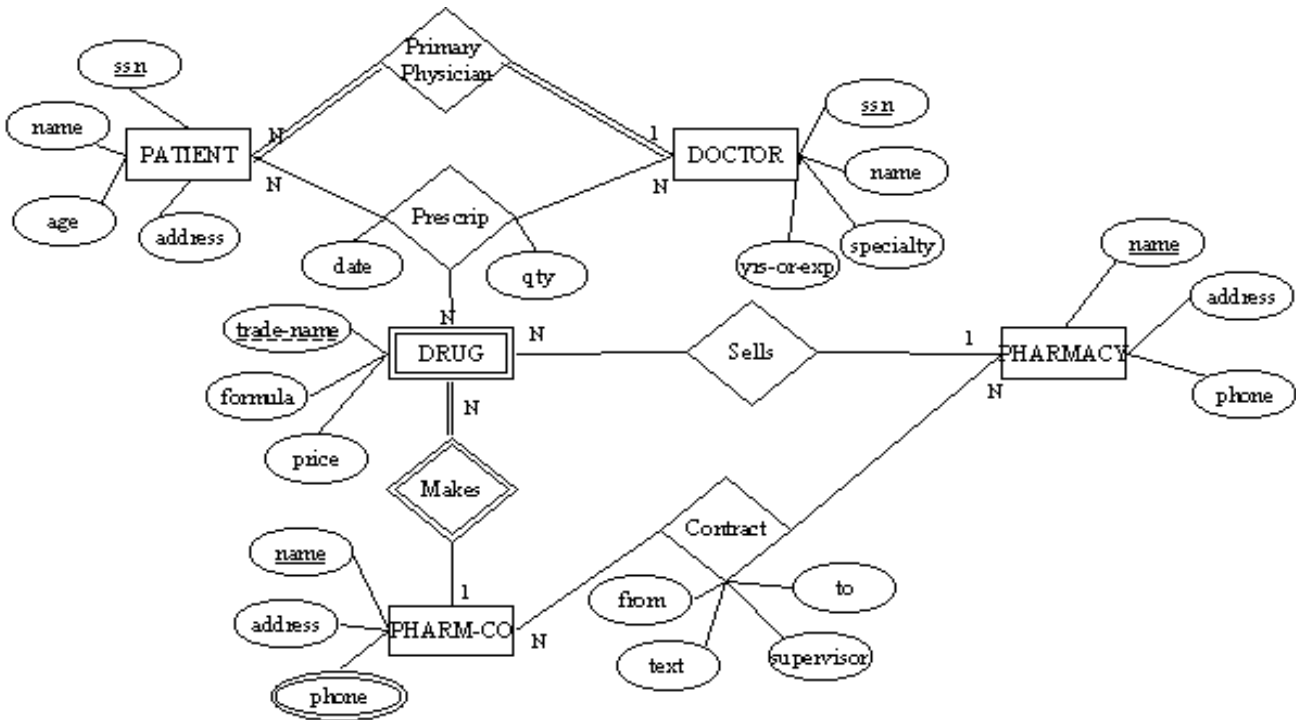 Primary
Physician
ssn
name
PATIENT
age
address
N
N
1
N
DOCTOR
ssn
name
specialty
yrs-or-exp
Prescrip
date
qty
N
trade-name
DRUG
formula
price
N
N
Sells
1
N
PHARMACY
name
address
phone
Makes
1
name
address
PHARM-CO
phone
N
Contract
from
to
text
supervisor